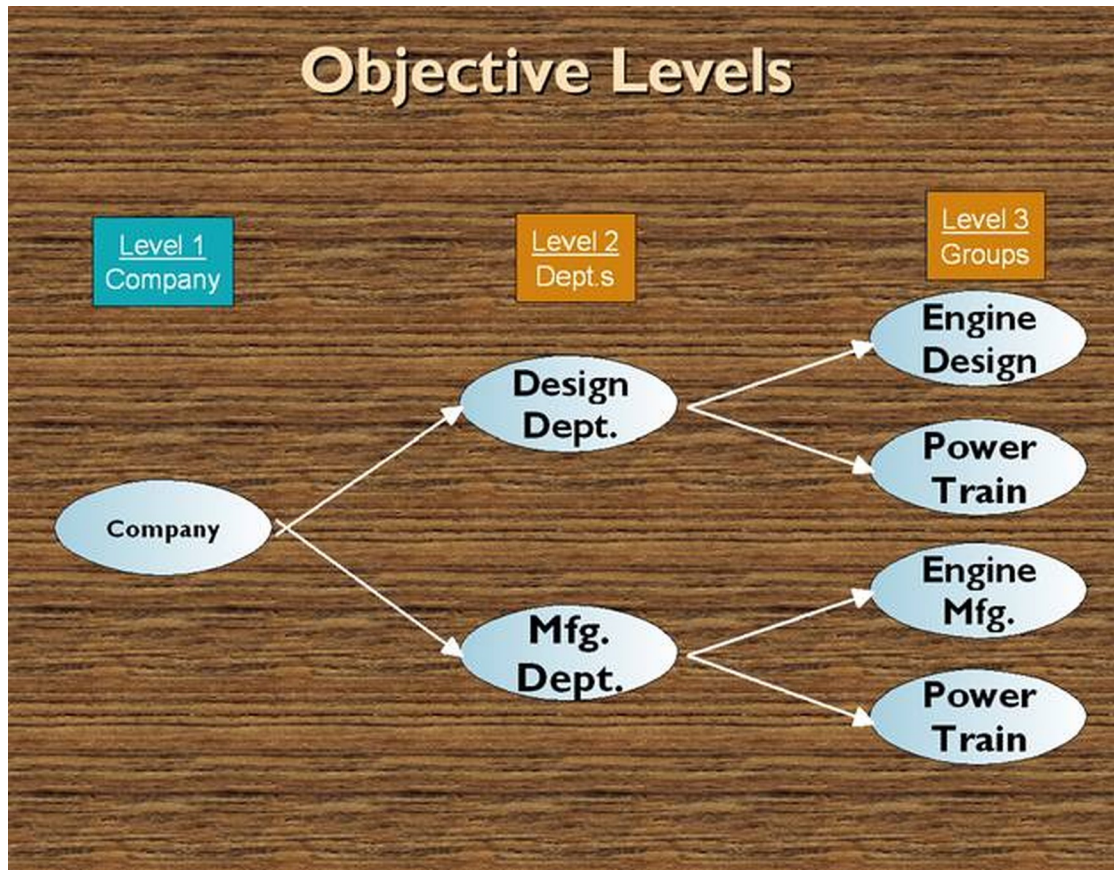 Objective Levels
Level 1
Company
Level 2
Dept.s
Level 3
Groups
Company
Design
Dept.
Mfg.
Dept.
Engine
Design
Power
Train
Engine
Mfg.
Power
Train